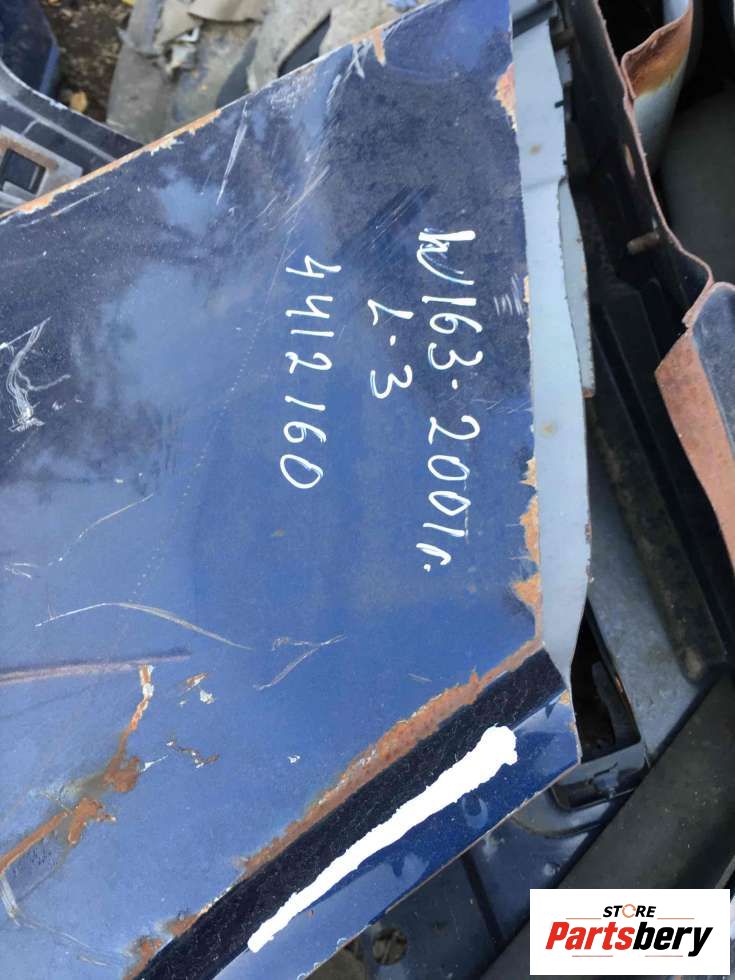 W163-2001г.
L-3
4412160
STORE
Partsbery